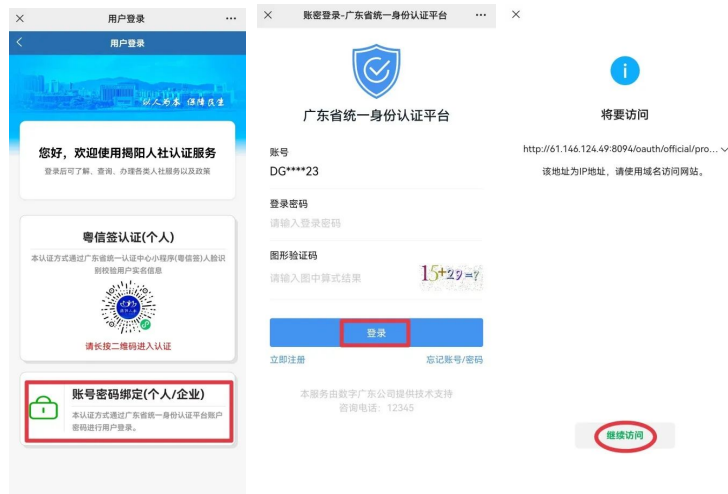 用户登录
用户登录
以人为本 保障民生
您好，欢迎使用揭阳人社认证服务
登录后可了解、查询、办理各类人社服务以及政策
粤信签认证(个人)
本认证方式通过广东省统一认证中心小程序(粤信签)人脸识
别校验用户实名信息
请长按二维码进入认证
账号密码绑定(个人/企业)
本认证方式通过广东省统一身份认证平台账户
密码进行用户登录。
账密登录-广东省统一身份认证平台
广东省统一身份认证平台
账号
DG****23
登录密码
请输入登录密码
图形验证码
请输入图中算式结果
15+29=?
登录
立即注册
忘记账号/密码
本服务由数字广东公司提供技术支持
咨询电话：12345
将要访问
http://61.146.124.49:8094/oauth/official/pro...
该地址为IP地址，请使用域名访问网站。
继续访问